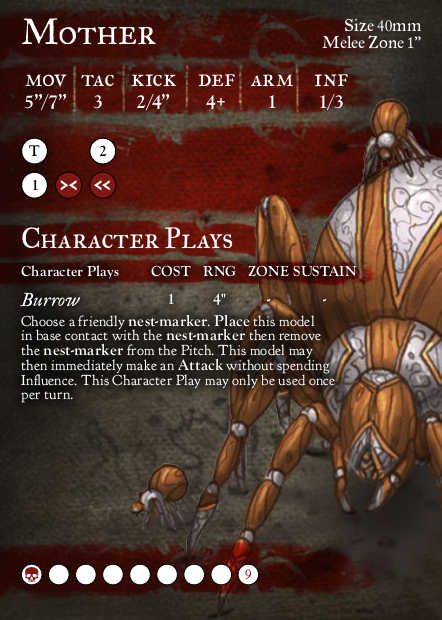 Mother
Size 40mm
Melee Zone 1”
MOV TAC KICK DEF ARM INF
5”/7” 3 2/4” 4+ 1 1/3
T 2
1 >< <<
Character Plays
Character Plays COST RNG ZONE SUSTAIN
Burrow 1 4" - -
Choose a friendly nest-marker. Place this model
in base contact with the nest-marker then remove
the nest-marker from the Pitch. This model may
then immediately make an Attack without spending
Influence. This Character Play may only be used once
per turn.
9